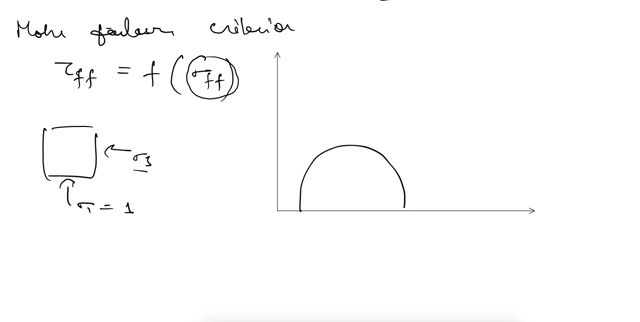 Mohr failure criterion
τff = f (σff)
← σ3
↑ σ1 = 1